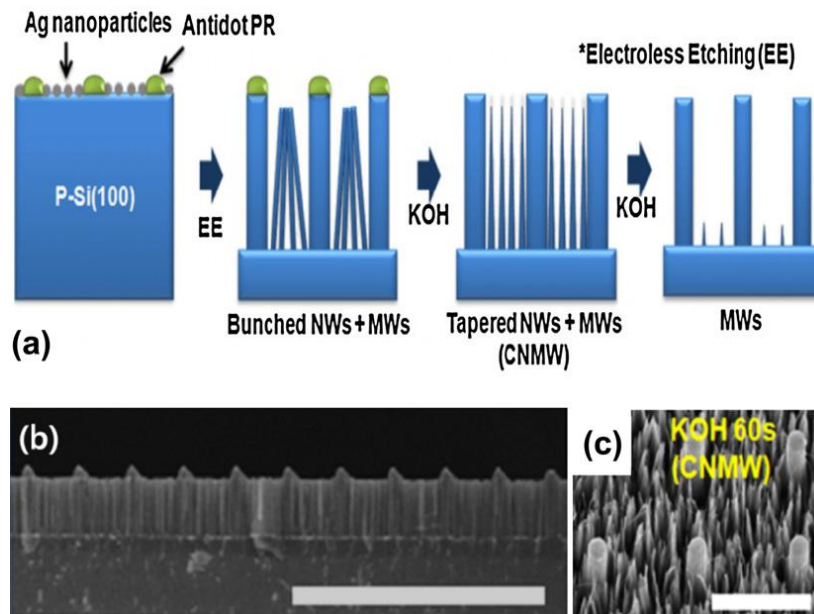 Ag nanoparticles
Antidot PR
*Electroless Etching (EE)
P-Si(100)
EE
KOH
KOH
Bunched NWs + MWs
Tapered NWs + MWs
(CNMW)
MWs
(a)
(b)
(c)
KOH 60s
(CNMW)